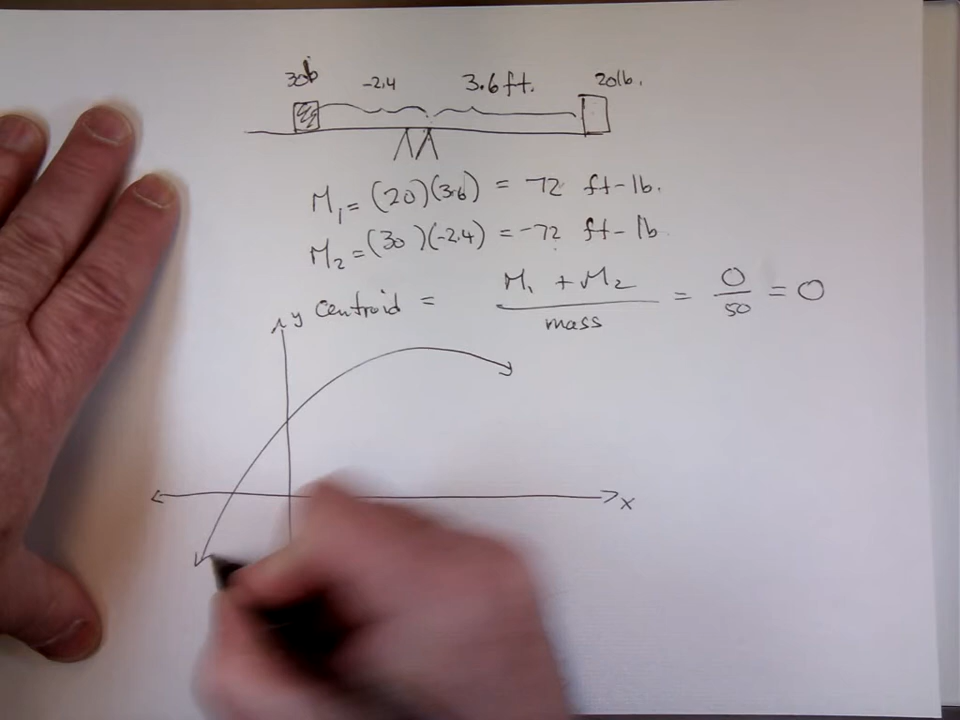 30lb -2.4 3.6 ft. 20lb.
M1 = (20)(3.6) = 72 ft-lb.
M2 = (30)(-2.4) = -72 ft-lb
Centroid = M1 + M2 / mass = 0 / 50 = 0
y
x